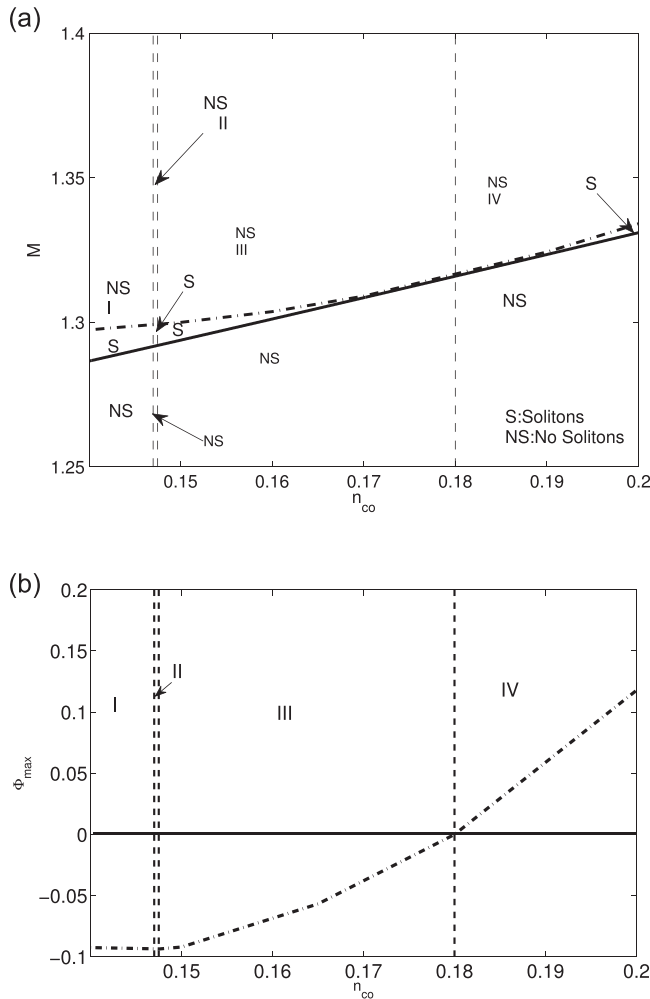 (a)
1.4
NS
II
1.35
NS
IV
S
NS
III
M
NS
I
S
1.3
S
S
NS
NS
NS
NS
S:Solitons
NS:No Solitons
1.25
0.15
0.16
0.17
0.18
0.19
0.2
n_co
(b)
0.2
0.15
II
I
III
IV
0.1
0.05
Φ_max
0
−0.05
−0.1
0.15
0.16
0.17
0.18
0.19
0.2
n_co